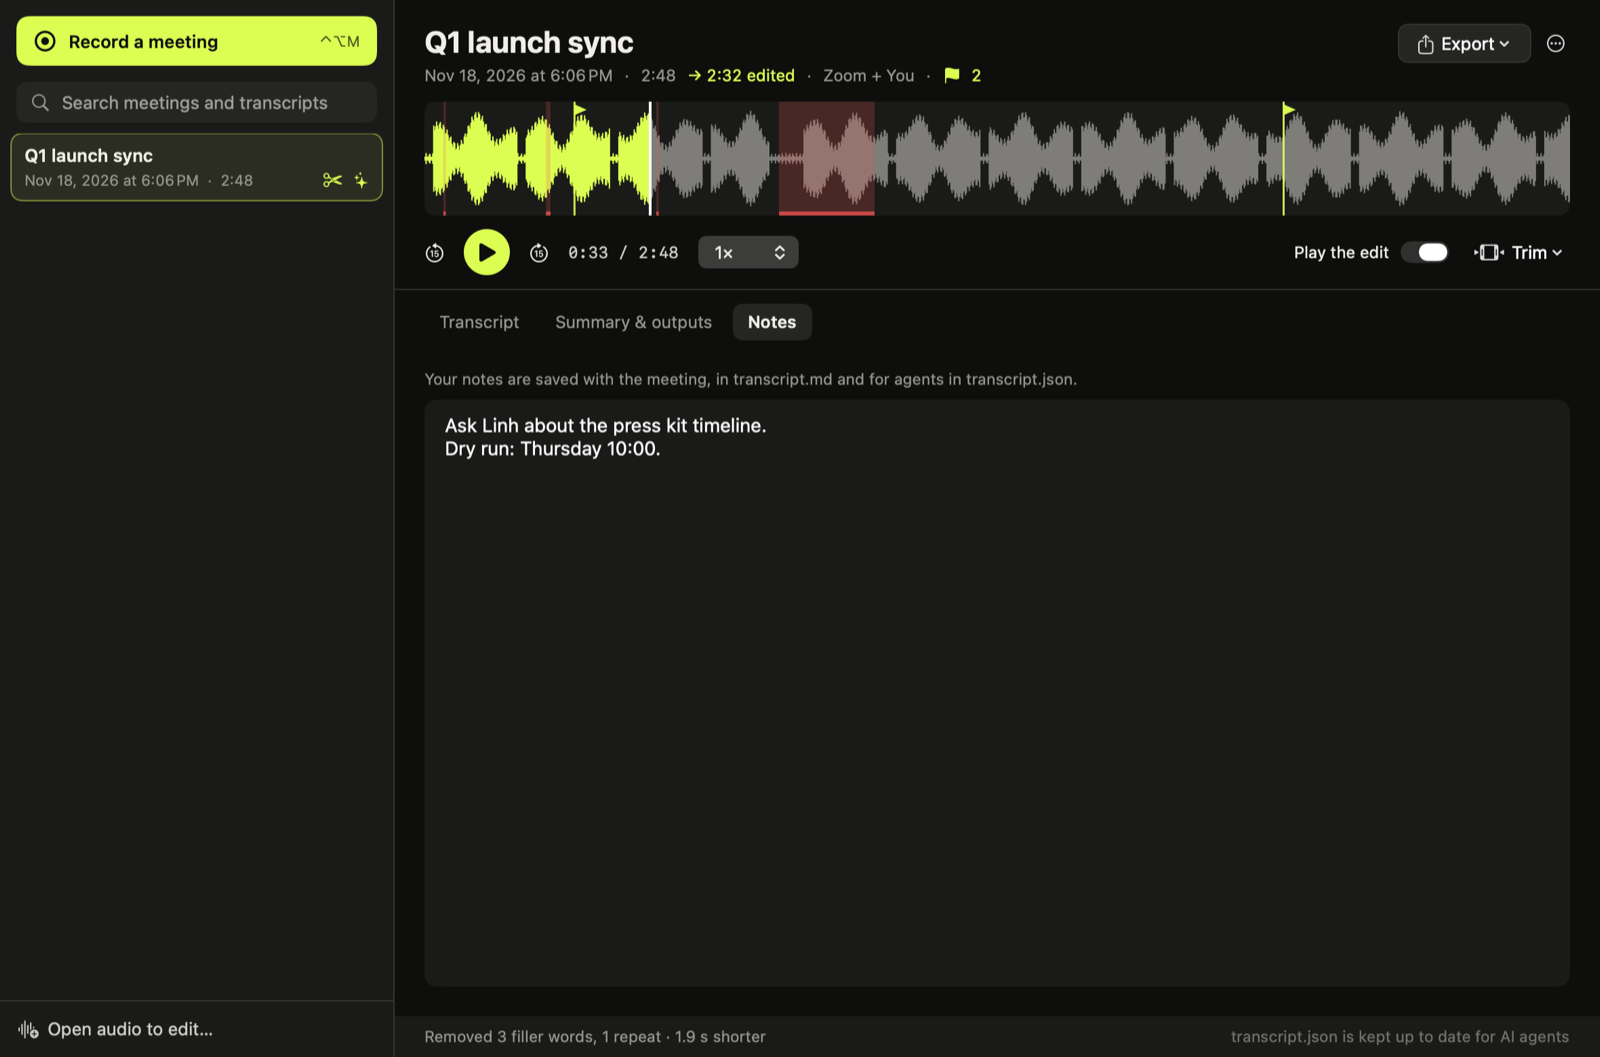 Record a meeting ^⌥M
Search meetings and transcripts
Q1 launch sync
Nov 18, 2026 at 6:06 PM · 2:48
Open audio to edit...
Q1 launch sync
Export
Nov 18, 2026 at 6:06 PM · 2:48 → 2:32 edited · Zoom + You · 2
15 15 0:33 / 2:48 1x
Play the edit
Trim
Transcript Summary & outputs Notes
Your notes are saved with the meeting, in transcript.md and for agents in transcript.json.
Ask Linh about the press kit timeline.
Dry run: Thursday 10:00.
Removed 3 filler words, 1 repeat · 1.9 s shorter
transcript.json is kept up to date for AI agents